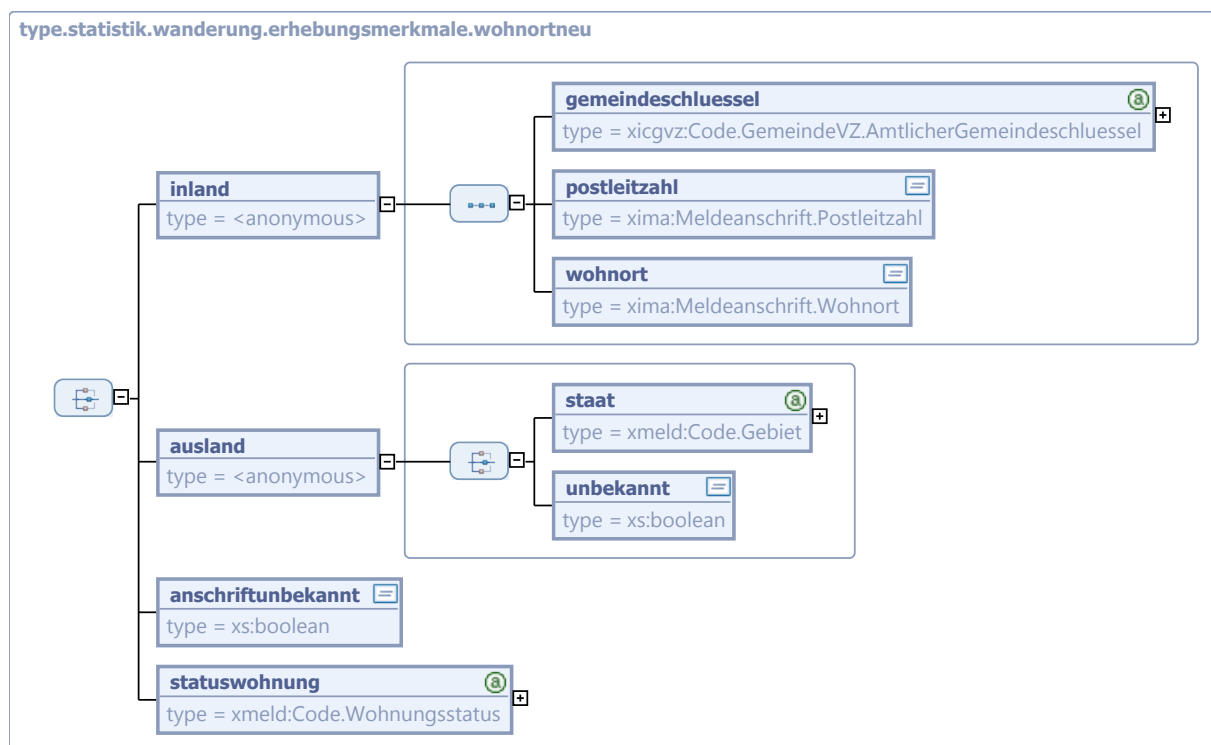 type.statistik.wanderung.erhebungsmerkmale.wohnortneu
gemeindeschluessel
type = xicgvz:Code.GemeindeVZ.AmtlicherGemeindeschluessel
inland
type = <anonymous>
postleitzahl
type = xima:Meldeanschrift.Postleitzahl
wohnort
type = xima:Meldeanschrift.Wohnort
ausland
type = <anonymous>
staat
type = xmeld:Code.Gebiet
unbekannt
type = xs:boolean
anschriftunbekannt
type = xs:boolean
statuswohnung
type = xmeld:Code.Wohnungsstatus